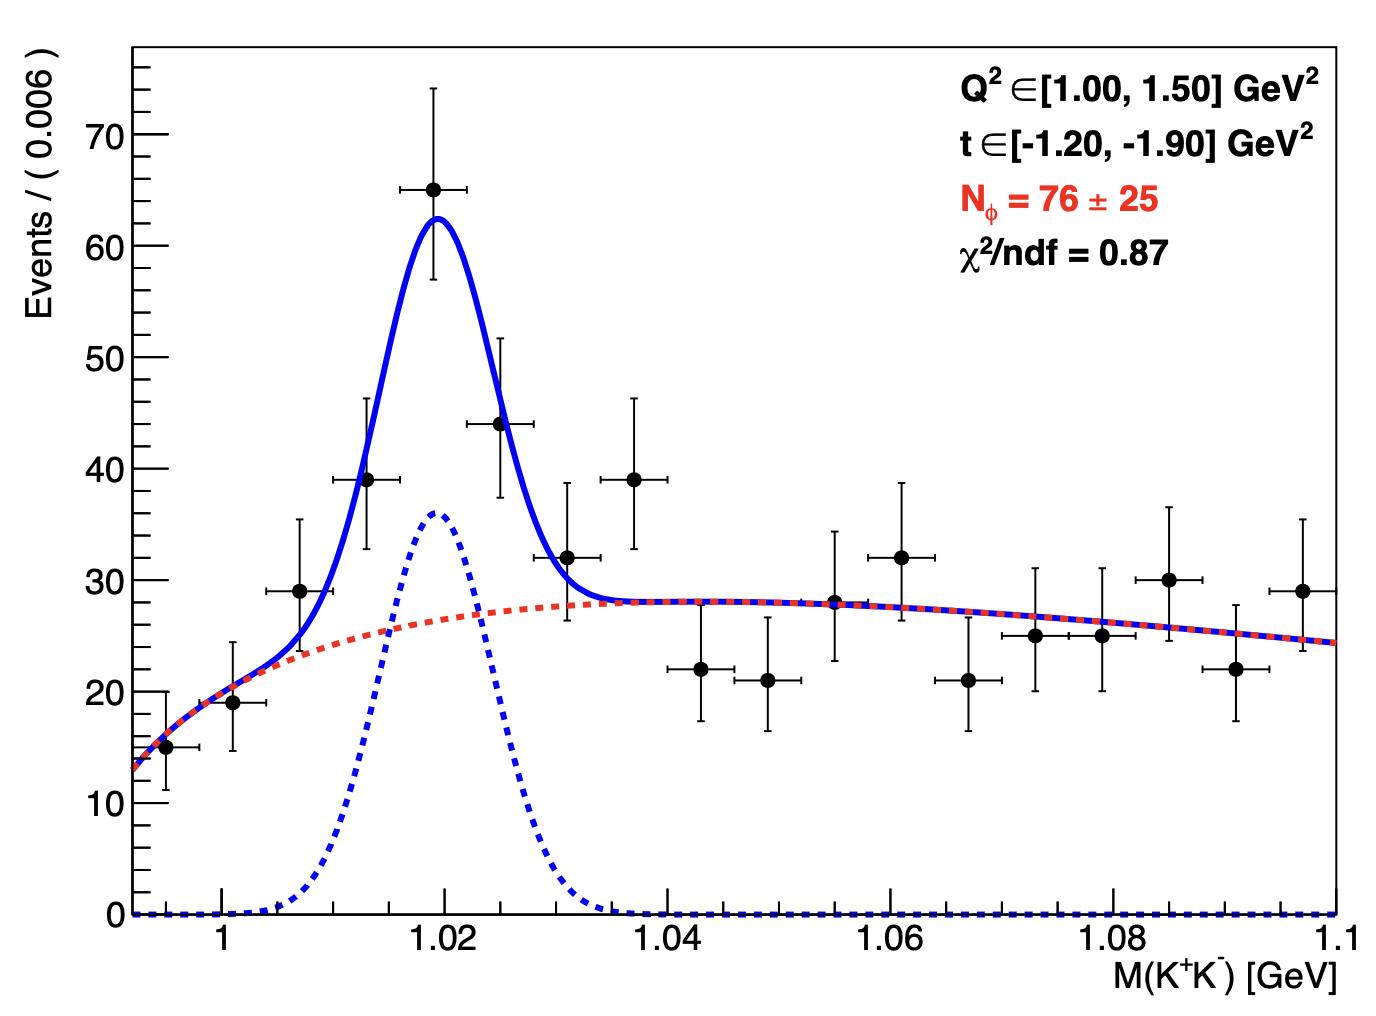 Events / ( 0.006 )
Q² ∈[1.00, 1.50] GeV²
t ∈[-1.20, -1.90] GeV²
N_ϕ = 76 ± 25
χ²/ndf = 0.87
70
60
50
40
30
20
10
0
1 1.02 1.04 1.06 1.08 1.1
M(K⁺K⁻) [GeV]